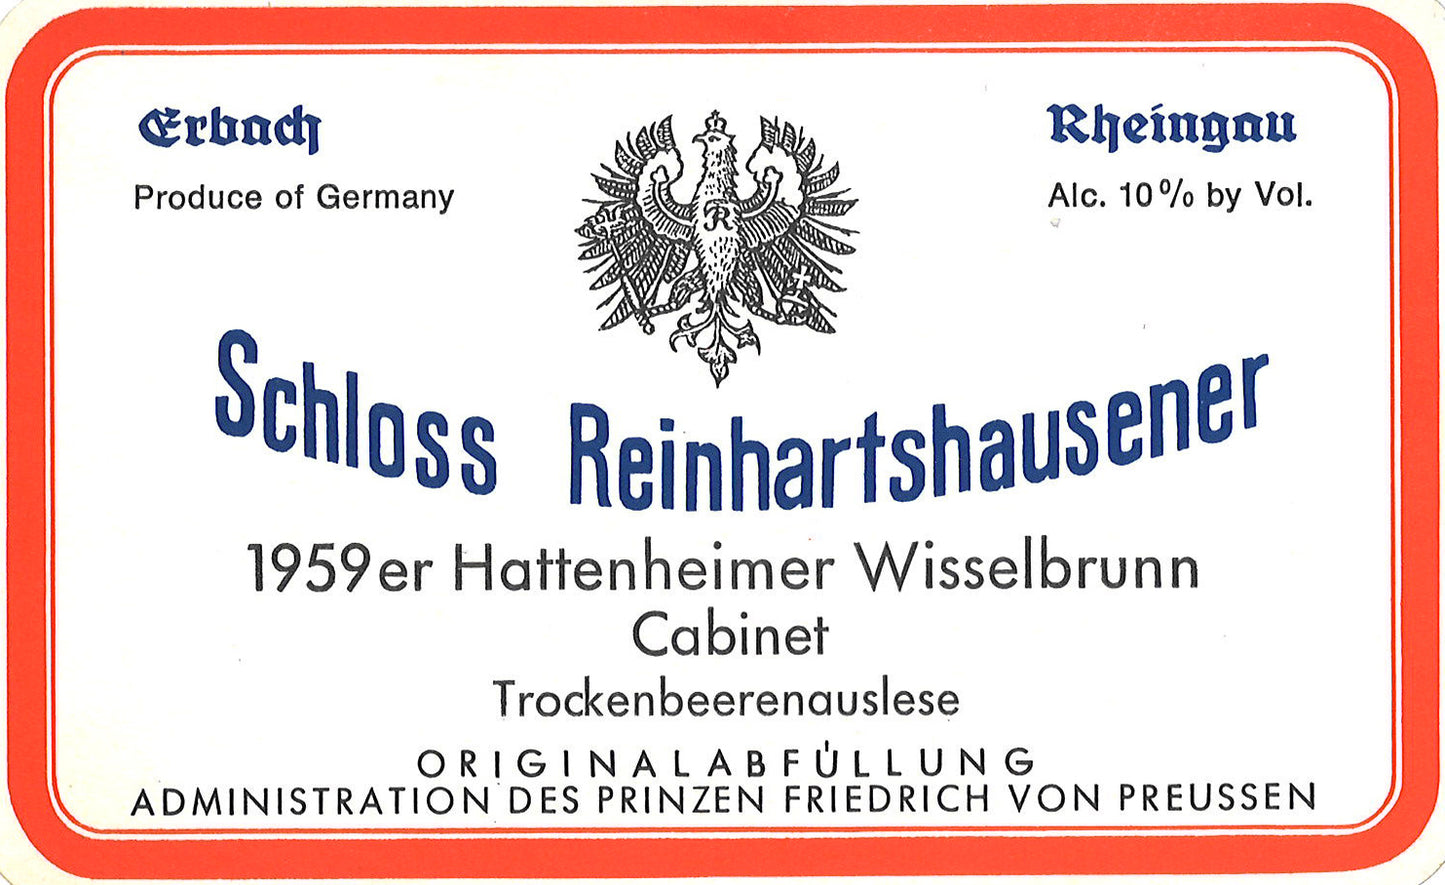 Erbach
Produce of Germany
Rheingau
Alc. 10% by Vol.
R
Schloss Reinhartshausener
1959er Hattenheimer Wisselbrunn
Cabinet
Trockenbeerenauslese
ORIGINALABFÜLLUNG
ADMINISTRATION DES PRINZEN FRIEDRICH VON PREUSSEN